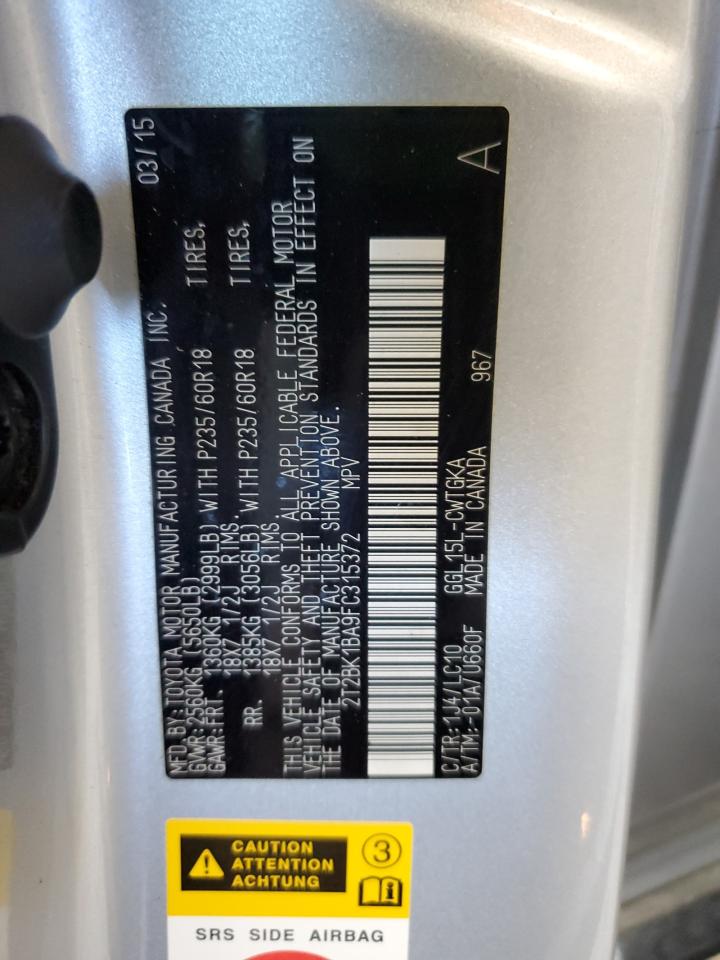 MFD. BY: TOYOTA MOTOR MANUFACTURING CANADA INC. 03/15
GVWR: 2560KG (5650LB)
GAWR: FRT. 1360KG (2999LB) WITH P235/60R18 TIRES,
18X7 1/2J RIMS.
RR. 1385KG (3056LB) WITH P235/60R18 TIRES,
18X7 1/2J RIMS.
THIS VEHICLE CONFORMS TO ALL APPLICABLE FEDERAL MOTOR
VEHICLE SAFETY AND THEFT PREVENTION STANDARDS IN EFFECT ON
THE DATE OF MANUFACTURE SHOWN ABOVE.
2T2BK1BA9FC315372 MPV
C/TR: 1J4/LC10 GGL15L-CWTGKA
A/TM: -01A/U660F MADE IN CANADA 967 A
CAUTION
ATTENTION
ACHTUNG
3
SRS SIDE AIRBAG